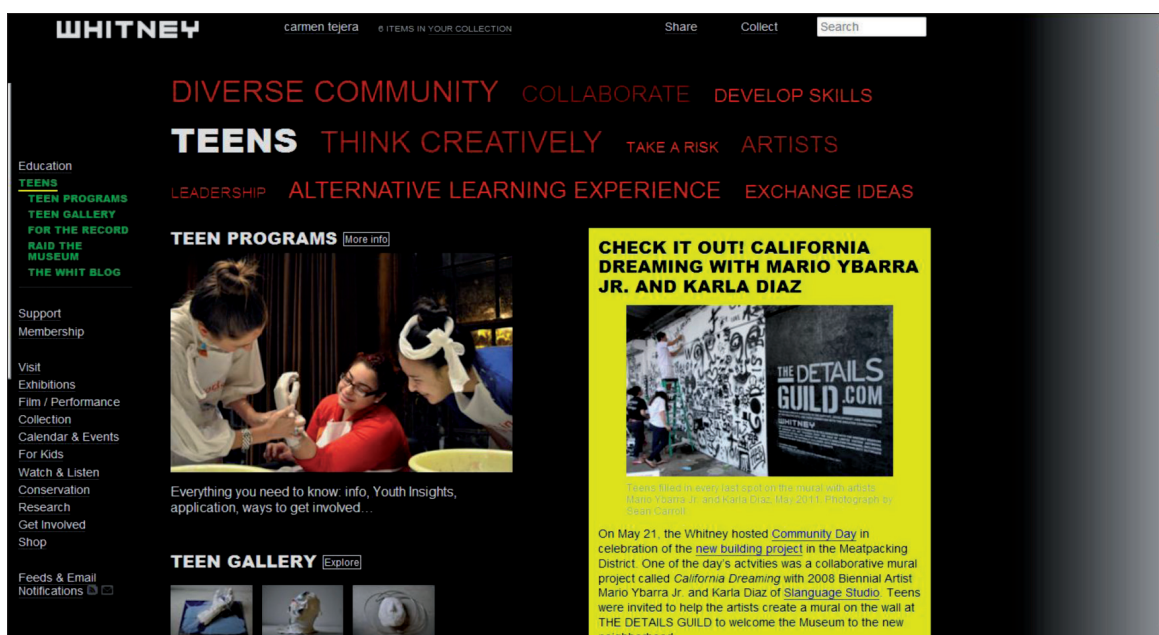 WHITNEY
carmen tejera 6 ITEMS IN YOUR COLLECTION
Share Collect Search
DIVERSE COMMUNITY COLLABORATE DEVELOP SKILLS
TEENS THINK CREATIVELY TAKE A RISK ARTISTS
LEADERSHIP ALTERNATIVE LEARNING EXPERIENCE EXCHANGE IDEAS
Education
TEENS
TEEN PROGRAMS
TEEN GALLERY
FOR THE RECORD
RAID THE
MUSEUM
THE WHIT BLOG
Support
Membership
Visit
Exhibitions
Film / Performance
Collection
Calendar & Events
For Kids
Watch & Listen
Conservation
Research
Get Involved
Shop
Feeds & Email
Notifications
TEEN PROGRAMS More info
Everything you need to know: info, Youth Insights,
application, ways to get involved…
TEEN GALLERY Explore
CHECK IT OUT! CALIFORNIA
DREAMING WITH MARIO YBARRA
JR. AND KARLA DIAZ
THE DETAILS
GUILD.COM
WHITNEY
Teens filled in every last spot on the mural with artists
Mario Ybarra Jr. and Karla Diaz, May 2011. Photograph by
Sean Carroll
On May 21, the Whitney hosted Community Day in
celebration of the new building project in the Meatpacking
District. One of the day's actvities was a collaborative mural
project called California Dreaming with 2008 Biennial Artist
Mario Ybarra Jr. and Karla Diaz of Slanguage Studio. Teens
were invited to help the artists create a mural on the wall at
THE DETAILS GUILD to welcome the Museum to the new